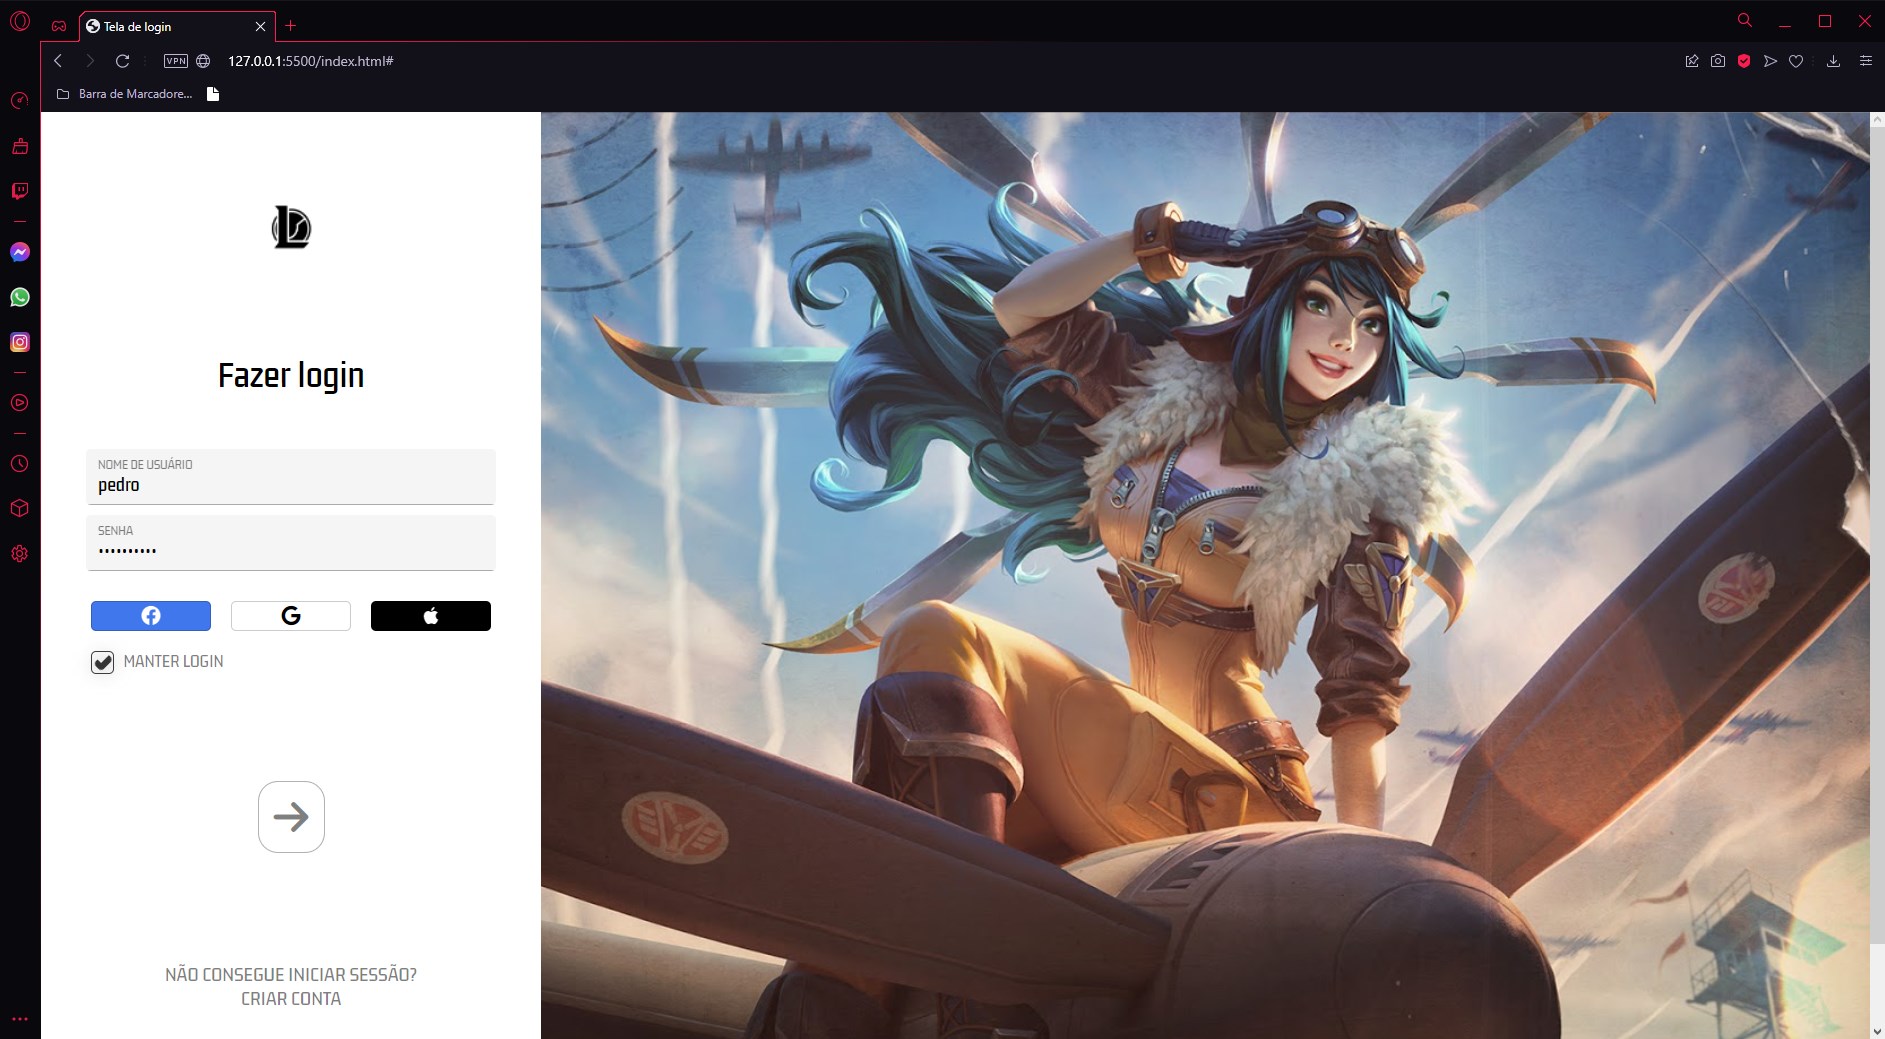 Tela de login
VPN
127.0.0.1:5500/index.html#
Barra de Marcadore...
Fazer login
NOME DE USUÁRIO
pedro
SENHA
MANTER LOGIN
NÃO CONSEGUE INICIAR SESSÃO?
CRIAR CONTA